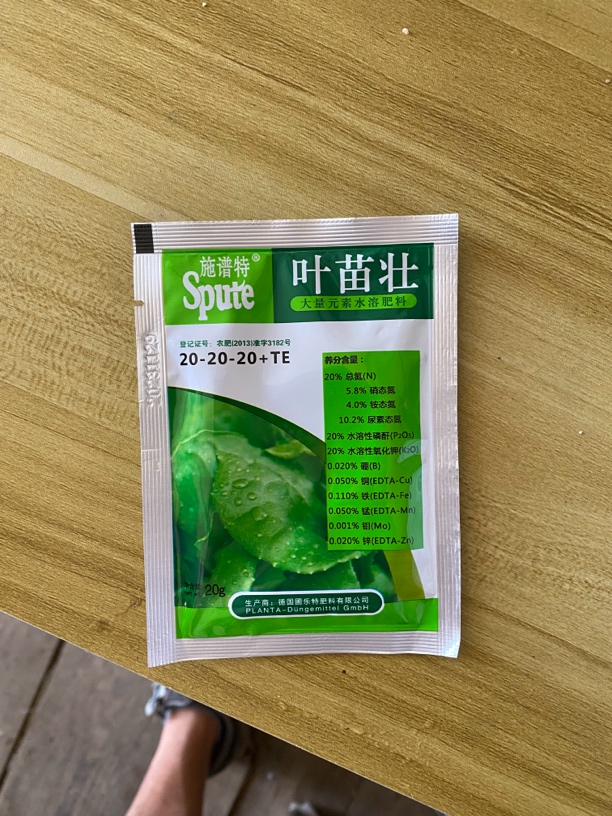 施谱特®
Spute
叶苗壮
大量元素水溶肥料
登记证号：农肥(2013)准字3182号
20-20-20+TE
养分含量：
20% 总氮(N)
5.8% 硝态氮
4.0% 铵态氮
10.2% 尿素态氮
20% 水溶性磷酐(P₂O₅)
20% 水溶性氧化钾(K₂O)
0.020% 硼(B)
0.050% 铜(EDTA-Cu)
0.110% 铁(EDTA-Fe)
0.050% 锰(EDTA-Mn)
0.001% 钼(Mo)
0.020% 锌(EDTA-Zn)
20g
生产商：德国圃乐特肥料有限公司
PLANTA-Düngemittel GmbH